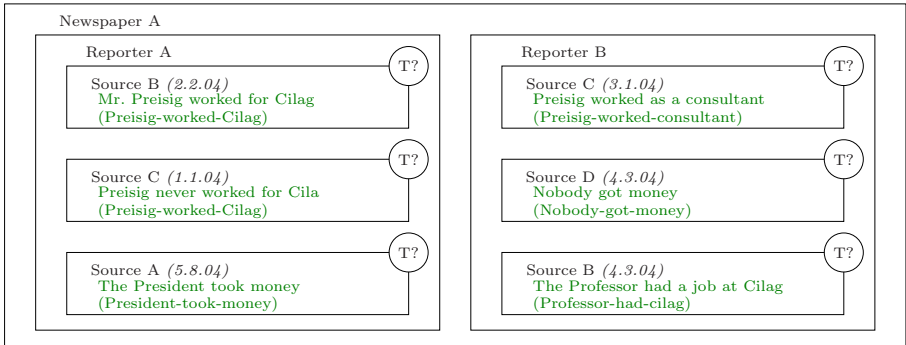 Newspaper A
Reporter A
T?
Source B (2.2.04)
Mr. Preisig worked for Cilag
(Preisig-worked-Cilag)
T?
Source C (1.1.04)
Preisig never worked for Cila
(Preisig-worked-Cilag)
T?
Source A (5.8.04)
The President took money
(President-took-money)
Reporter B
T?
Source C (3.1.04)
Preisig worked as a consultant
(Preisig-worked-consultant)
T?
Source D (4.3.04)
Nobody got money
(Nobody-got-money)
T?
Source B (4.3.04)
The Professor had a job at Cilag
(Professor-had-cilag)